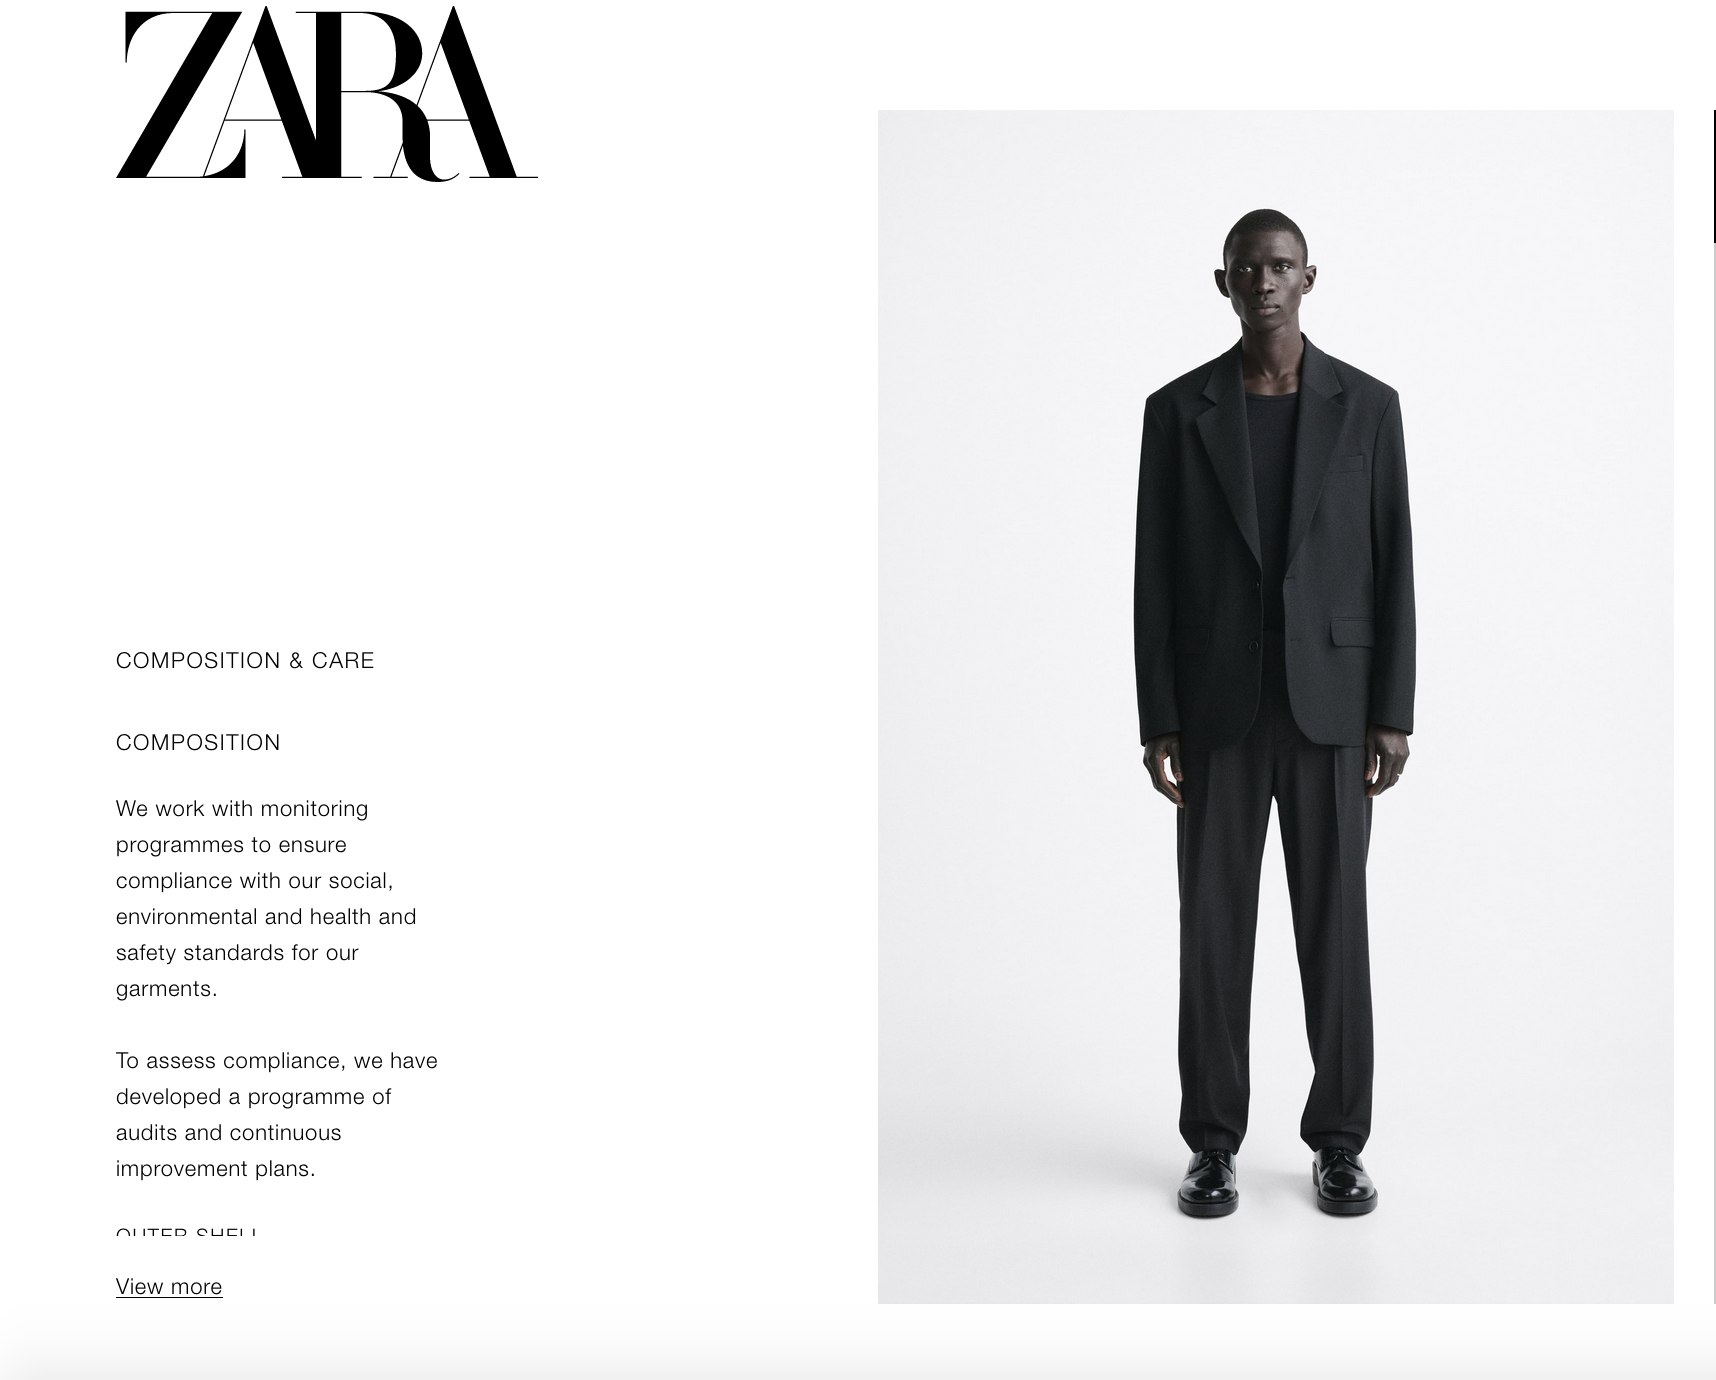 ZARA
COMPOSITION & CARE
COMPOSITION
We work with monitoring
programmes to ensure
compliance with our social,
environmental and health and
safety standards for our
garments.
To assess compliance, we have
developed a programme of
audits and continuous
improvement plans.
OUTER SHELL
View more